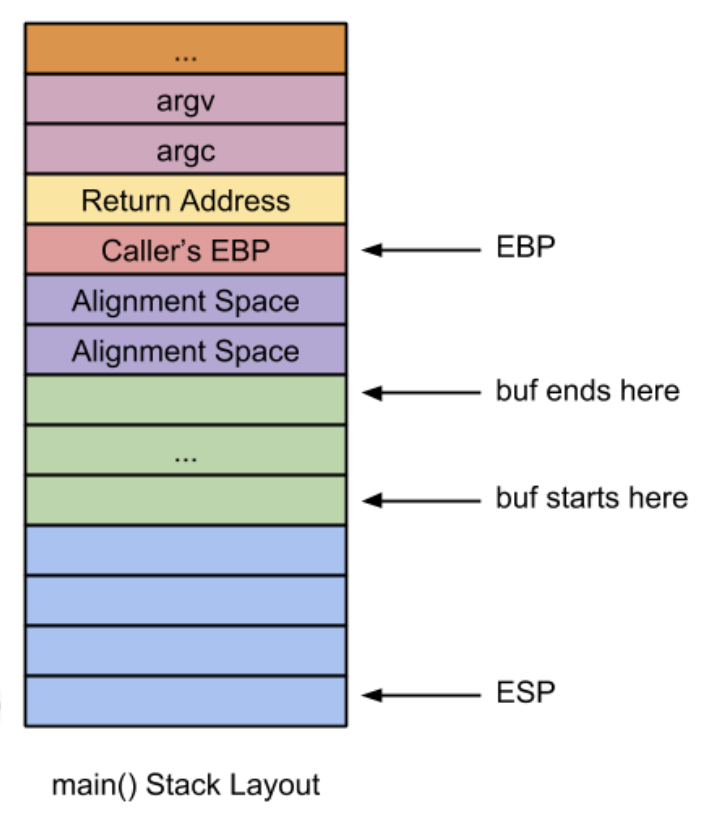 ...
argv
argc
Return Address
Caller’s EBP
EBP
Alignment Space
Alignment Space
buf ends here
...
buf starts here
ESP
main() Stack Layout